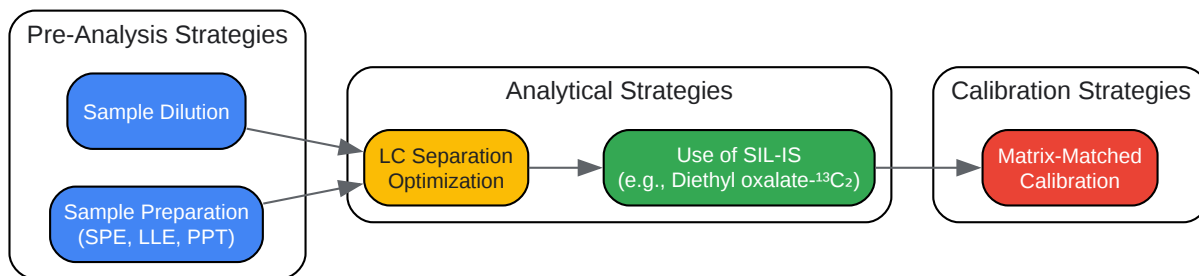 Pre-Analysis Strategies
Sample Dilution
Sample Preparation
(SPE, LLE, PPT)
Analytical Strategies
LC Separation
Optimization
Use of SIL-IS
(e.g., Diethyl oxalate-¹³C₂)
Calibration Strategies
Matrix-Matched
Calibration